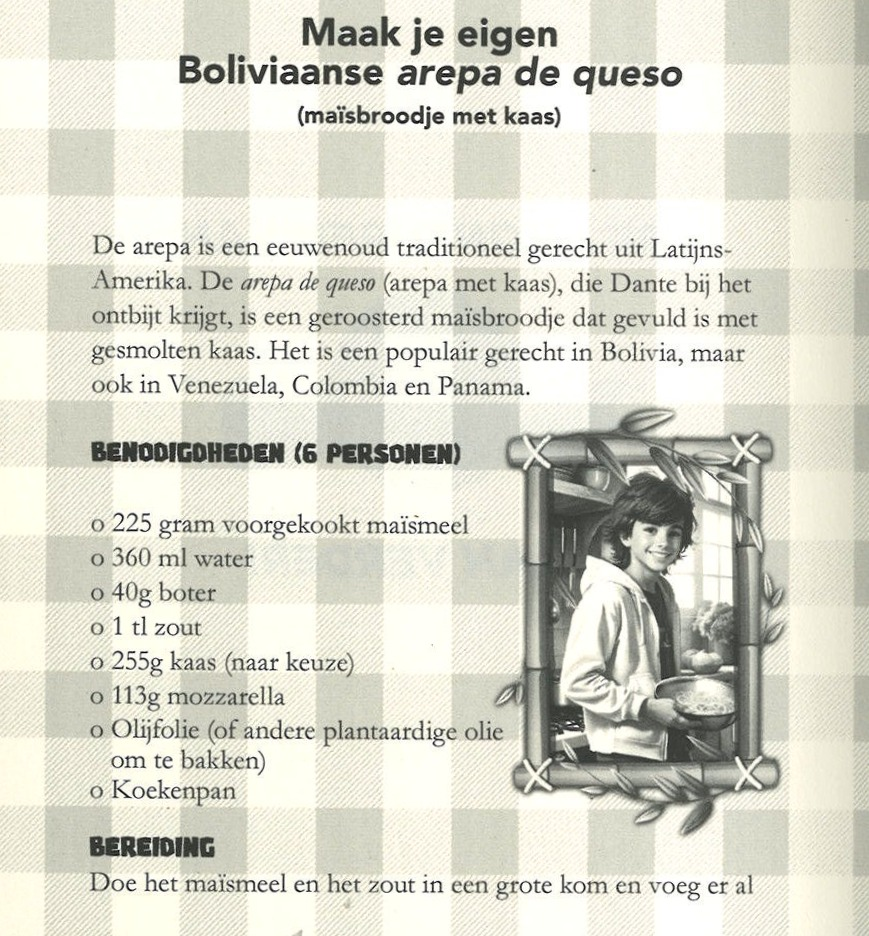 Maak je eigen
Boliviaanse arepa de queso
(maïsbroodje met kaas)
De arepa is een eeuwenoud traditioneel gerecht uit Latijns-
Amerika. De arepa de queso (arepa met kaas), die Dante bij het
ontbijt krijgt, is een geroosterd maïsbroodje dat gevuld is met
gesmolten kaas. Het is een populair gerecht in Bolivia, maar
ook in Venezuela, Colombia en Panama.
BENODIGDHEDEN (6 PERSONEN)
o 225 gram voorgekookt maïsmeel
o 360 ml water
o 40g boter
o 1 tl zout
o 255g kaas (naar keuze)
o 113g mozzarella
o Olijfolie (of andere plantaardige olie
om te bakken)
o Koekenpan
BEREIDING
Doe het maïsmeel en het zout in een grote kom en voeg er al